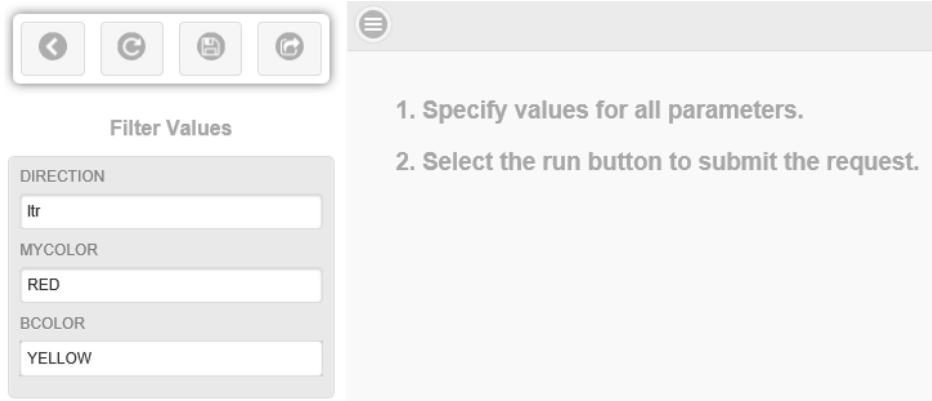 Filter Values
DIRECTION
ltr
MYCOLOR
RED
BCOLOR
YELLOW
1. Specify values for all parameters.
2. Select the run button to submit the request.